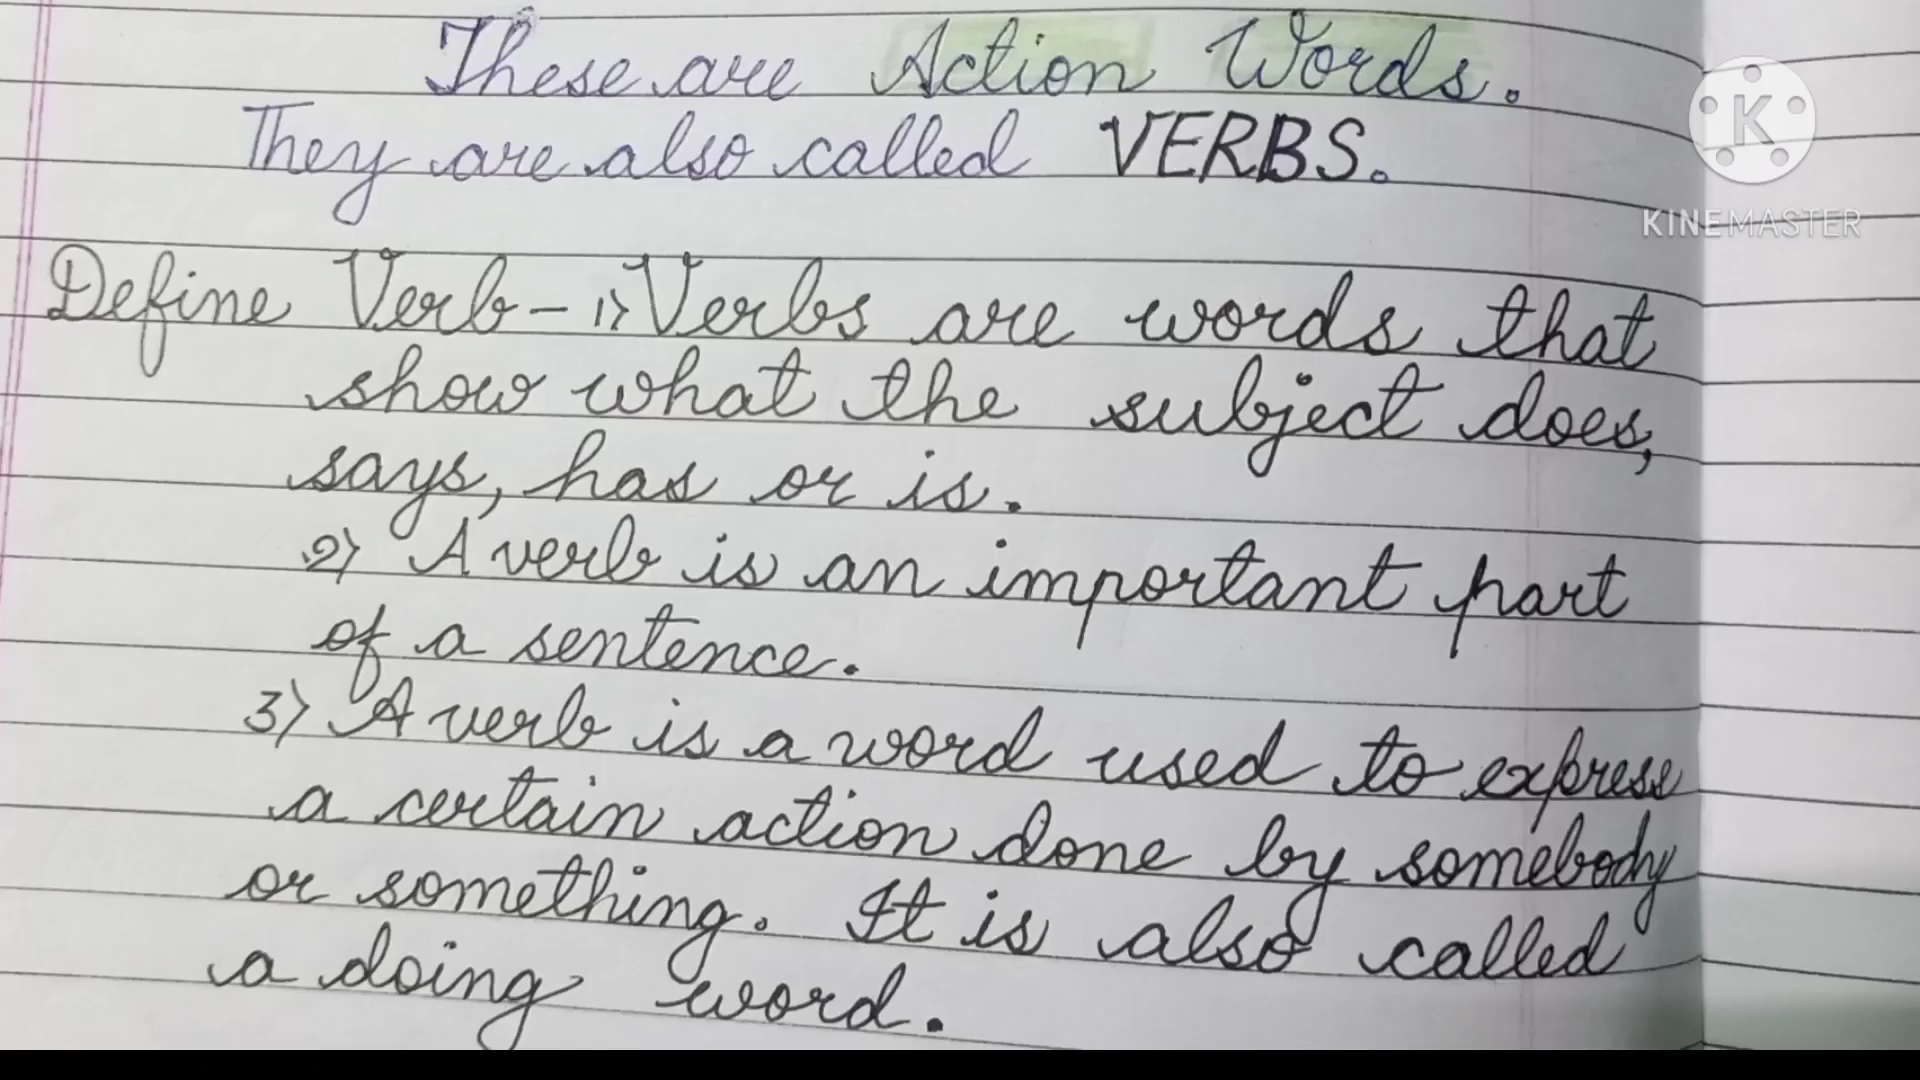 These are Action Words.
They are also called VERBS.
K
KINEMASTER
Define Verb - 1) Verbs are words that
show what the subject does,
says, has or is.
2) A verb is an important part
of a sentence.
3) A verb is a word used to express
a certain action done by somebody
or something. It is also called
a doing word.